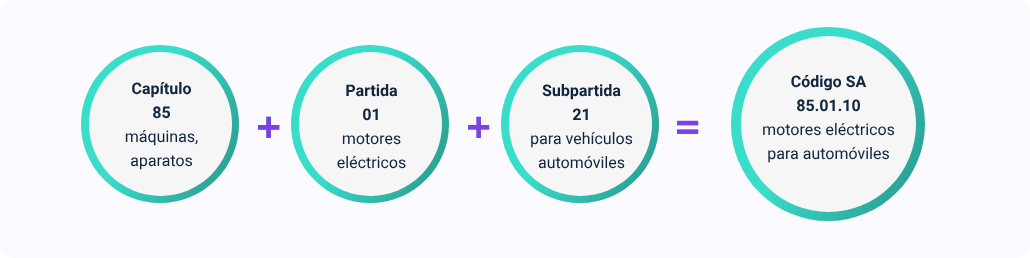 Capítulo
85
máquinas,
aparatos
+
Partida
01
motores
eléctricos
+
Subpartida
21
para vehículos
automóviles
=
Código SA
85.01.10
motores eléctricos
para automóviles